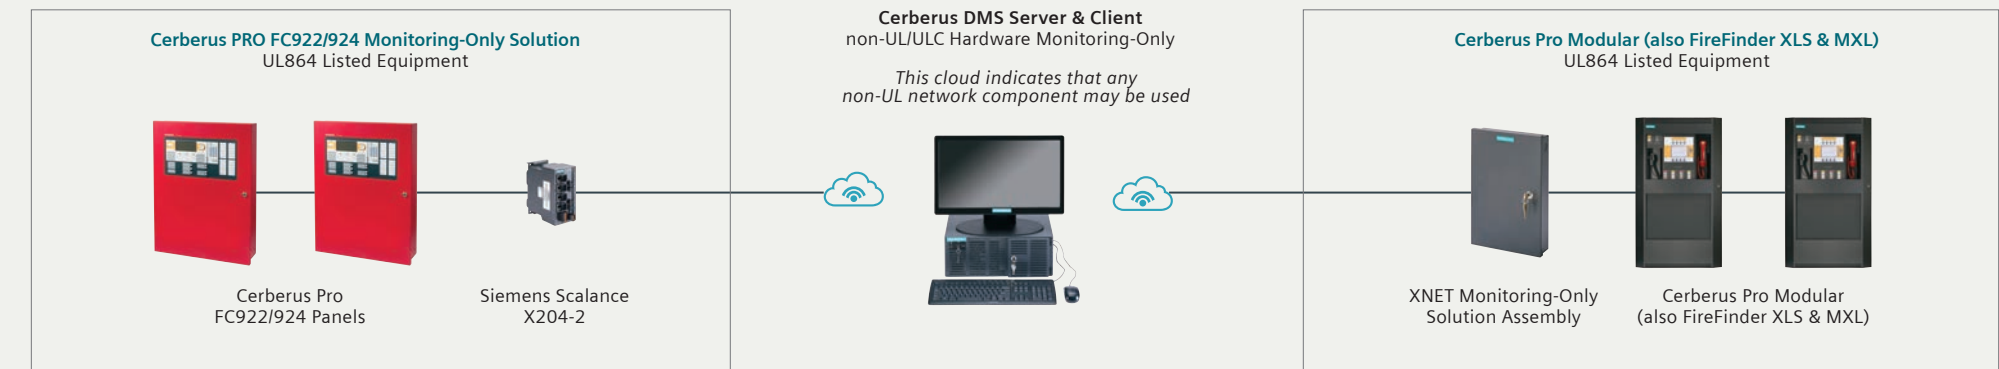 Cerberus PRO FC922/924 Monitoring-Only Solution
UL864 Listed Equipment
Cerberus Pro
FC922/924 Panels
Siemens Scalance
X204-2
Cerberus DMS Server & Client
non-UL/ULC Hardware Monitoring-Only
This cloud indicates that any
non-UL network component may be used
Cerberus Pro Modular (also FireFinder XLS & MXL)
UL864 Listed Equipment
XNET Monitoring-Only
Solution Assembly
Cerberus Pro Modular
(also FireFinder XLS & MXL)